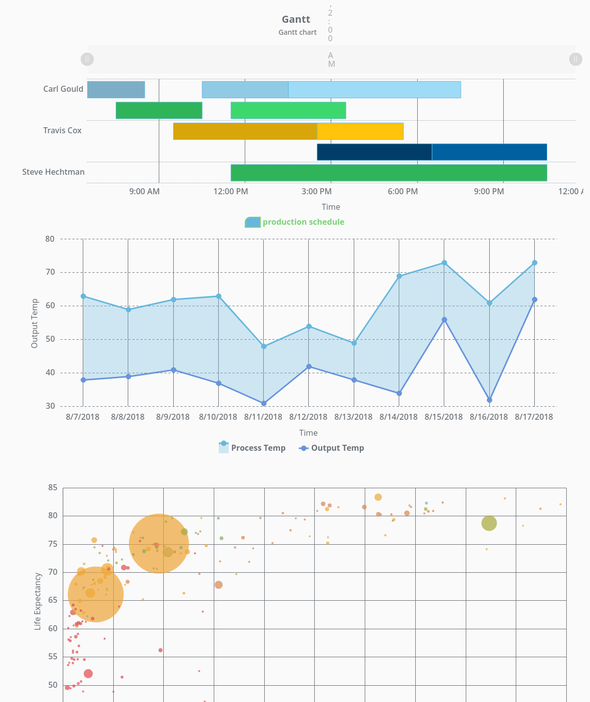 Gantt
Gantt chart
12:00 AM
Carl Gould
Travis Cox
Steve Hechtman
9:00 AM 12:00 PM 3:00 PM 6:00 PM 9:00 PM 12:00
Time
production schedule
80
70
60
50
40
30
Output Temp
8/7/2018 8/8/2018 8/9/2018 8/10/2018 8/11/2018 8/12/2018 8/13/2018 8/14/2018 8/15/2018 8/16/2018 8/17/2018
Time
Process Temp Output Temp
85
80
75
70
65
60
55
50
Life Expectancy